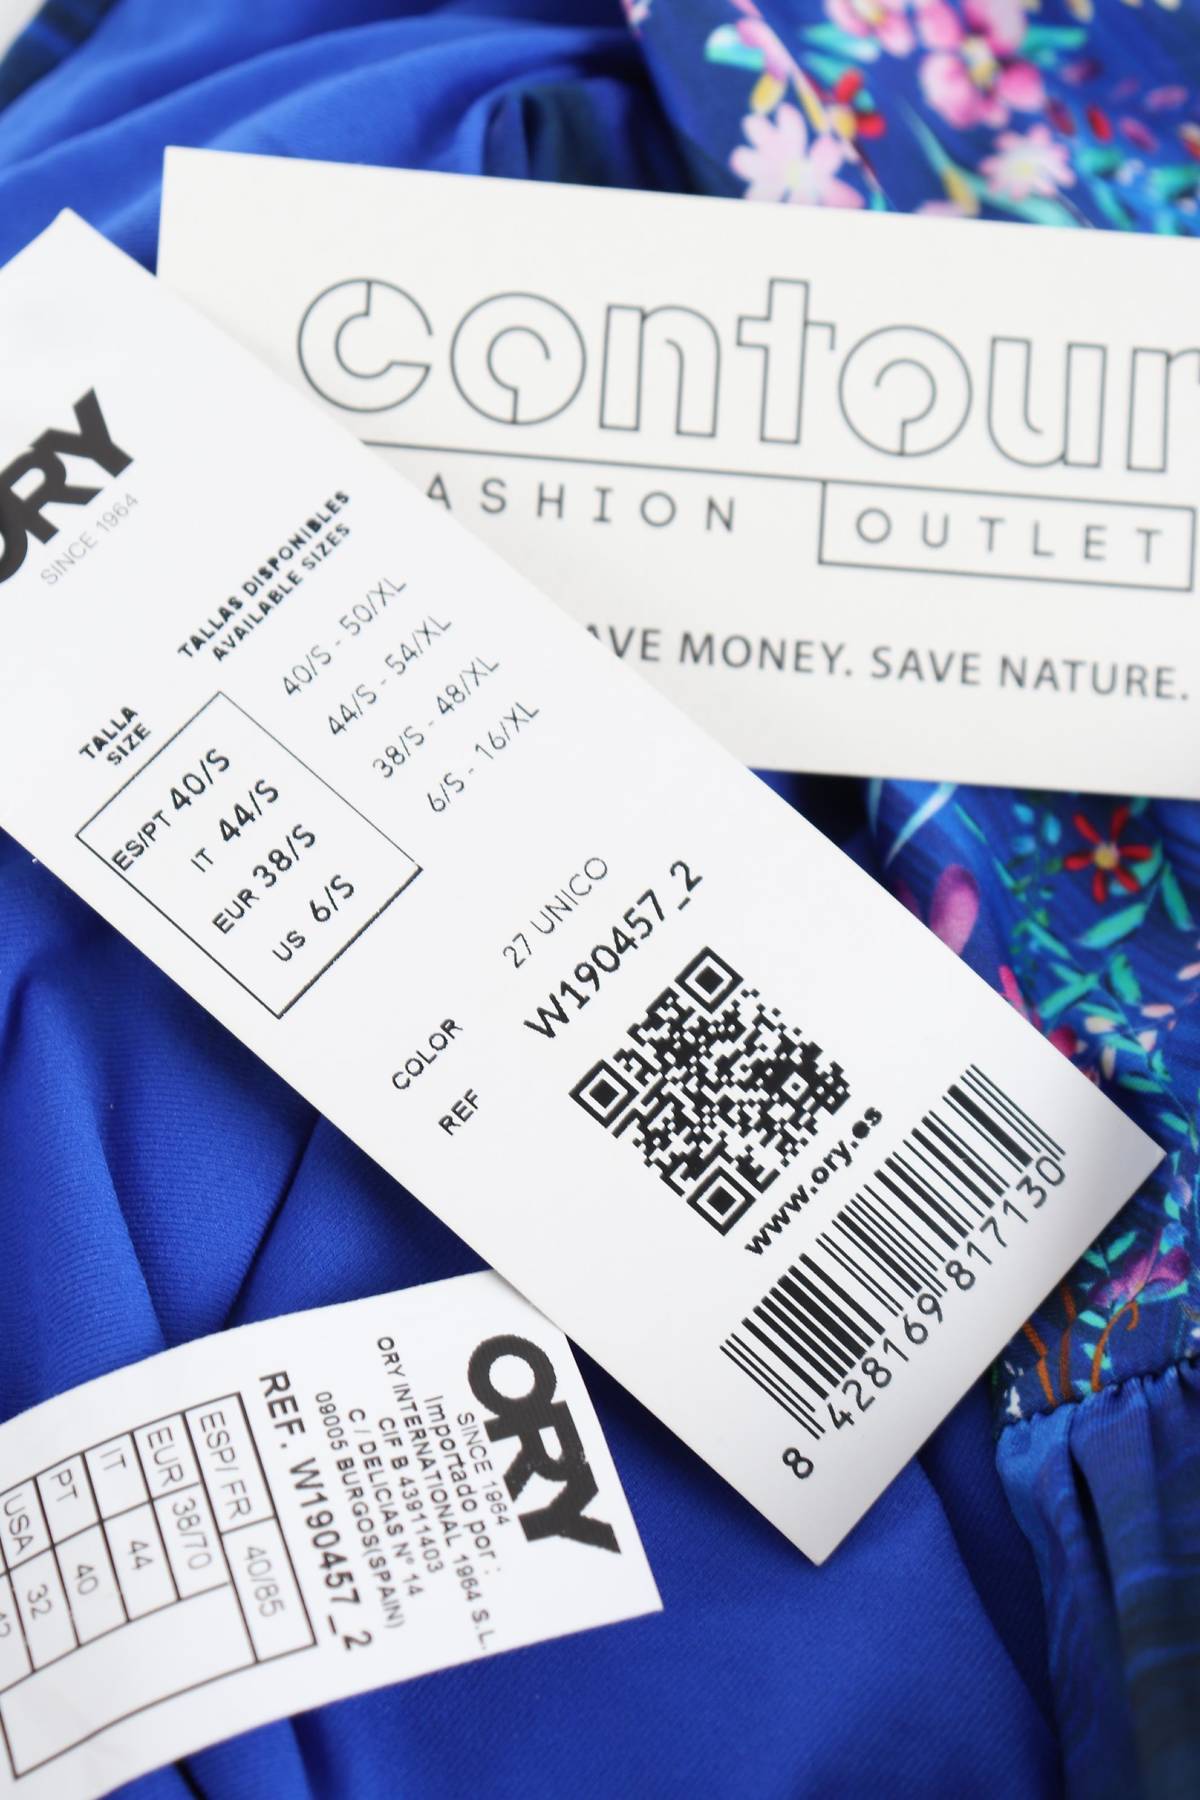 contour
ASHION OUTLET
AVE MONEY. SAVE NATURE.
ORY
SINCE 1964
TALLAS DISPONIBLES
AVAILABLE SIZES
40/S - 50/XL
44/S - 54/XL
38/S - 48/XL
6/S - 16/XL
TALLA
SIZE
ES/PT 40/S
IT 44/S
EUR 38/S
US 6/S
COLOR 27 UNICO
REF W190457_2
www.ory.es
8 428169 817130
ORY
SINCE 1964
Importado por :
ORY INTERNATIONAL 1964 S.L.
CIF B 43911403
C / DELICIAS Nº 14
09005 BURGOS(SPAIN)
REF. W190457_2
ESP/ FR 40/85
EUR 38/70
IT 44
PT 40
USA 32